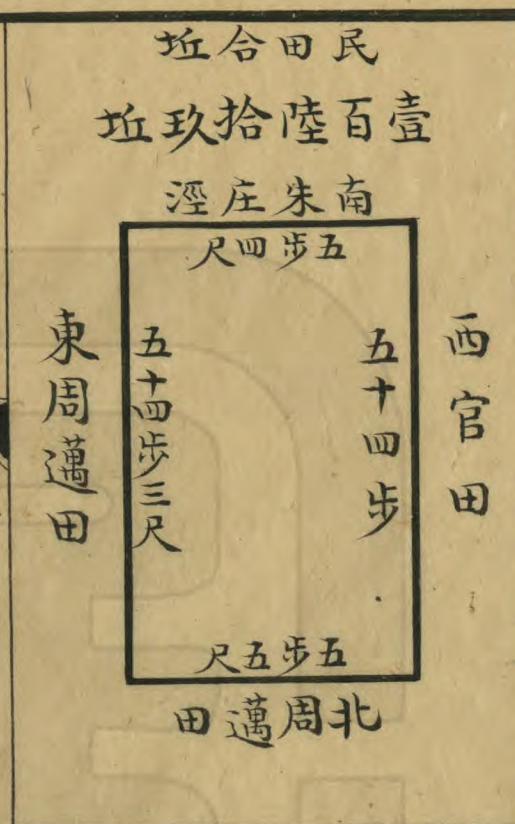 民田合坵
壹百陸拾玖坵
南朱庄涇
五步四尺
西官田
五十四步
五十四步三尺
東周邁田
五步五尺
北周邁田